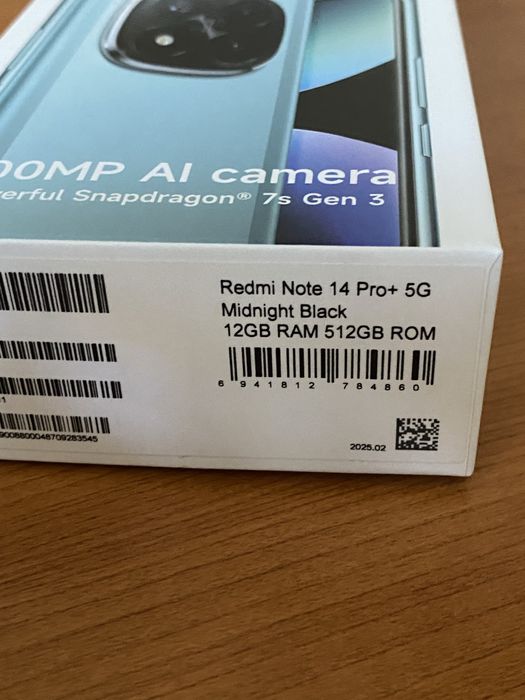 00MP AI camera
erful Snapdragon® 7s Gen 3
Redmi Note 14 Pro+ 5G
Midnight Black
12GB RAM 512GB ROM
6 941812 784860
9008800048709283545
2025.02